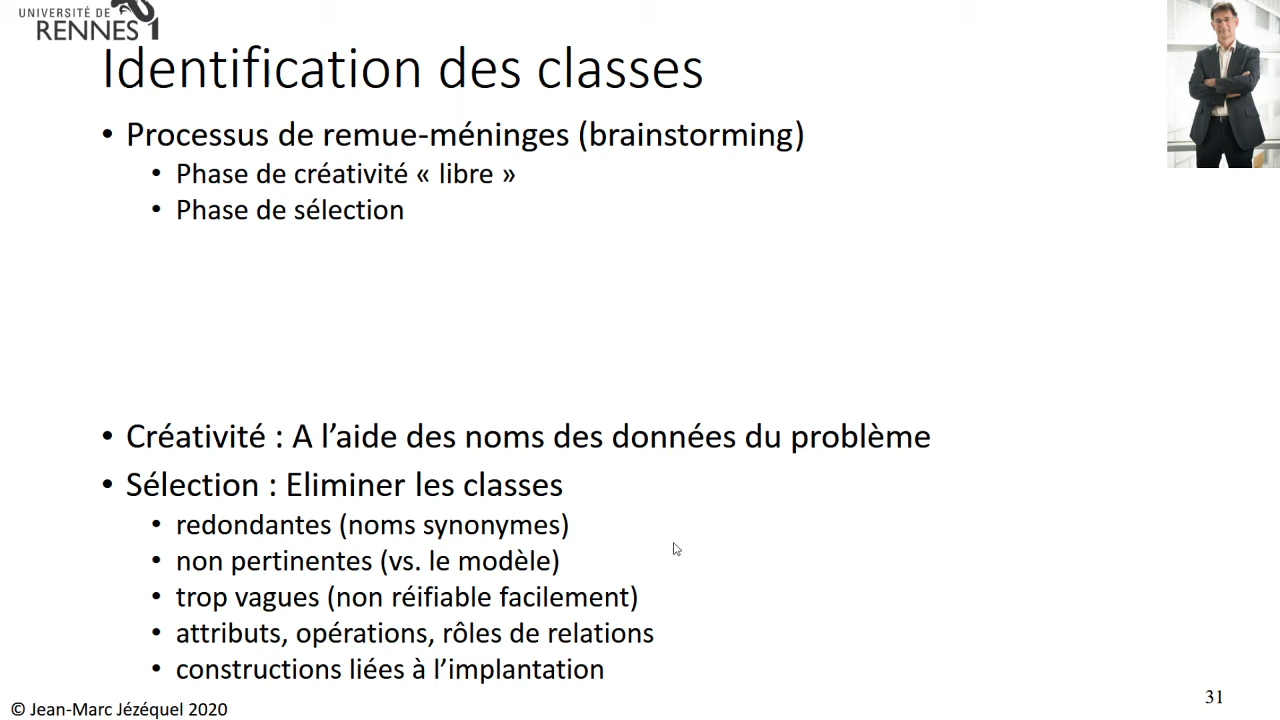 UNIVERSITÉ DE
RENNES 1
Identification des classes
• Processus de remue-méninges (brainstorming)
• Phase de créativité « libre »
• Phase de sélection
• Créativité : A l’aide des noms des données du problème
• Sélection : Eliminer les classes
• redondantes (noms synonymes)
• non pertinentes (vs. le modèle)
• trop vagues (non réifiable facilement)
• attributs, opérations, rôles de relations
• constructions liées à l’implantation
© Jean-Marc Jézéquel 2020
31